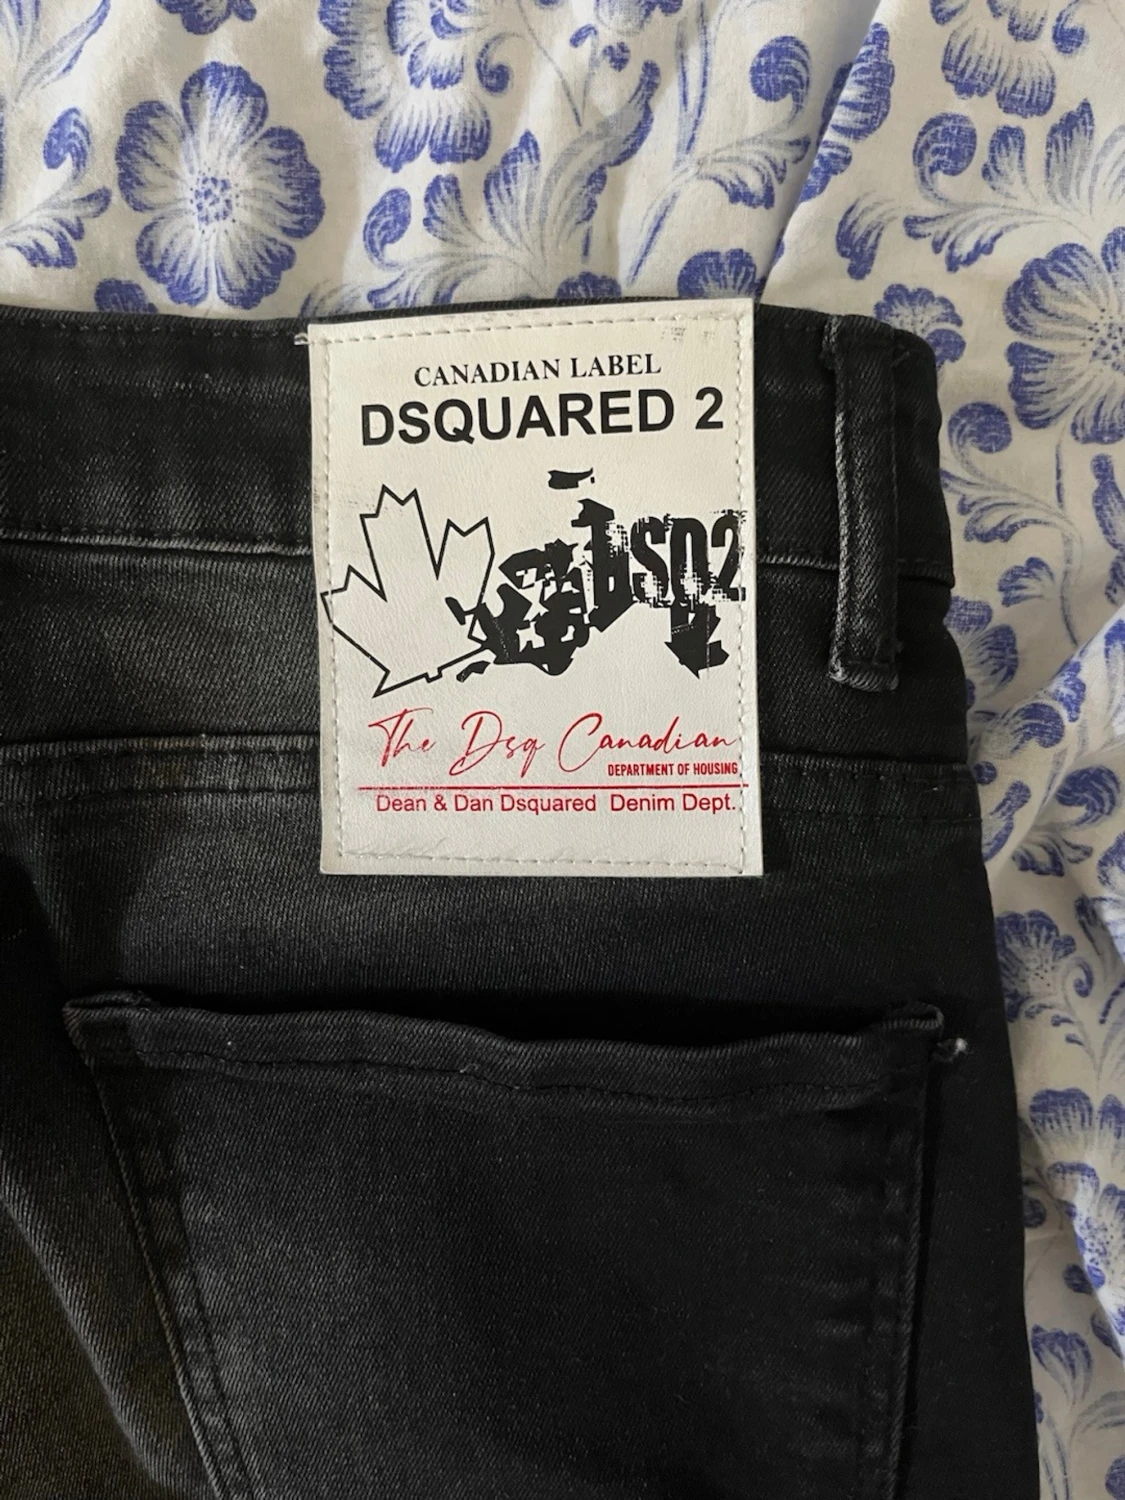 CANADIAN LABEL
DSQUARED 2
DSQ2
The Dsq Canadian
DEPARTMENT OF HOUSING
Dean & Dan Dsquared Denim Dept.